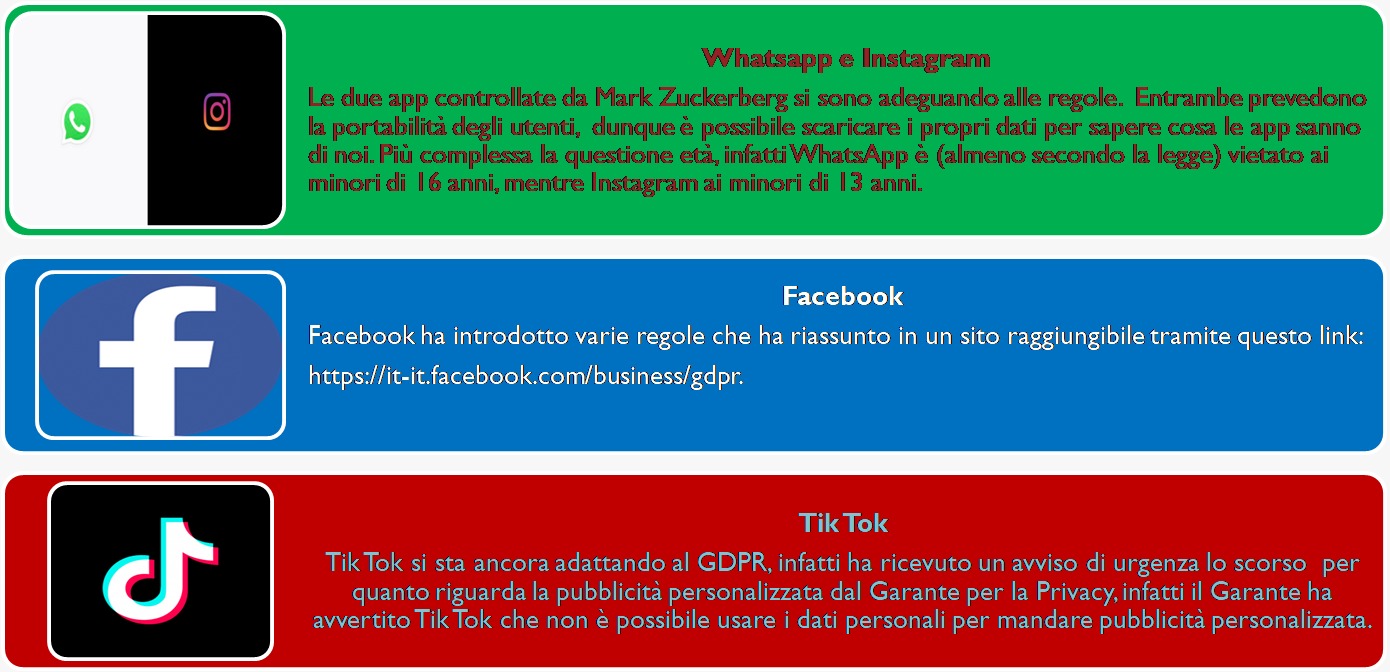 Whatsapp e Instagram
Le due app controllate da Mark Zuckerberg si sono adeguando alle regole. Entrambe prevedono
la portabilità degli utenti, dunque è possibile scaricare i propri dati per sapere cosa le app sanno
di noi. Più complessa la questione età, infatti WhatsApp è (almeno secondo la legge) vietato ai
minori di 16 anni, mentre Instagram ai minori di 13 anni.
Facebook
Facebook ha introdotto varie regole che ha riassunto in un sito raggiungibile tramite questo link:
https://it-it.facebook.com/business/gdpr.
Tik Tok
Tik Tok si sta ancora adattando al GDPR, infatti ha ricevuto un avviso di urgenza lo scorso per
quanto riguarda la pubblicità personalizzata dal Garante per la Privacy, infatti il Garante ha
avvertito Tik Tok che non è possibile usare i dati personali per mandare pubblicità personalizzata.